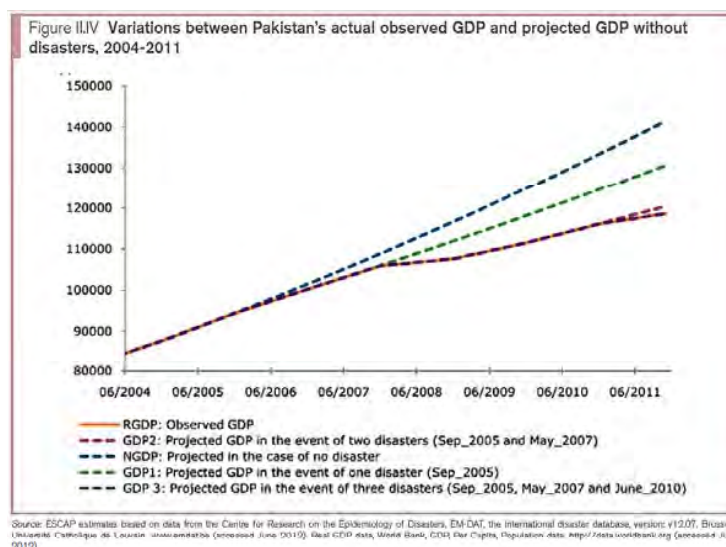 Figure II.IV Variations between Pakistan's actual observed GDP and projected GDP without
disasters, 2004-2011
150000
140000
130000
120000
110000
100000
90000
80000
06/2004 06/2005 06/2006 06/2007 06/2008 06/2009 06/2010 06/2011
RGDP: Observed GDP
GDP2: Projected GDP in the event of two disasters (Sep_2005 and May_2007)
NGDP: Projected in the case of no disaster
GDP1: Projected GDP in the event of one disaster (Sep_2005)
GDP 3: Projected GDP in the event of three disasters (Sep_2005, May_2007 and June_2010)
Source: ESCAP estimates based on data from the Centre for Research on the Epidemiology of Disasters, EM-DAT, the international disaster database, version: v12.07.
Université Catholique de Louvain, www.emdat.be (accessed June 2012). Real GDP data, World Bank, GDP Per Capita, Population data: http://data.worldbank.org (accessed
2012).